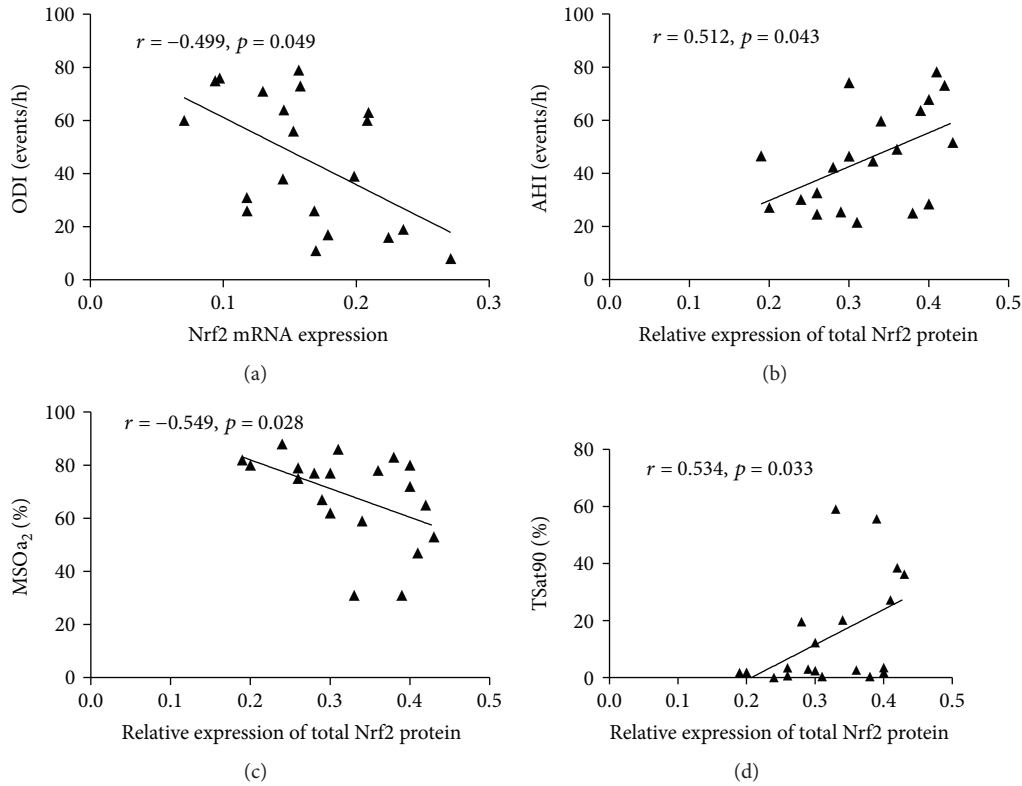 100
80
60
40
20
0
ODI (events/h)
r = −0.499, p = 0.049
0.0 0.1 0.2 0.3
Nrf2 mRNA expression
(a)
100
80
60
40
20
0
AHI (events/h)
r = 0.512, p = 0.043
0.0 0.1 0.2 0.3 0.4 0.5
Relative expression of total Nrf2 protein
(b)
100
80
60
40
20
0
MSOa₂ (%)
r = −0.549, p = 0.028
0.0 0.1 0.2 0.3 0.4 0.5
Relative expression of total Nrf2 protein
(c)
80
60
40
20
0
TSat90 (%)
r = 0.534, p = 0.033
0.0 0.1 0.2 0.3 0.4 0.5
Relative expression of total Nrf2 protein
(d)